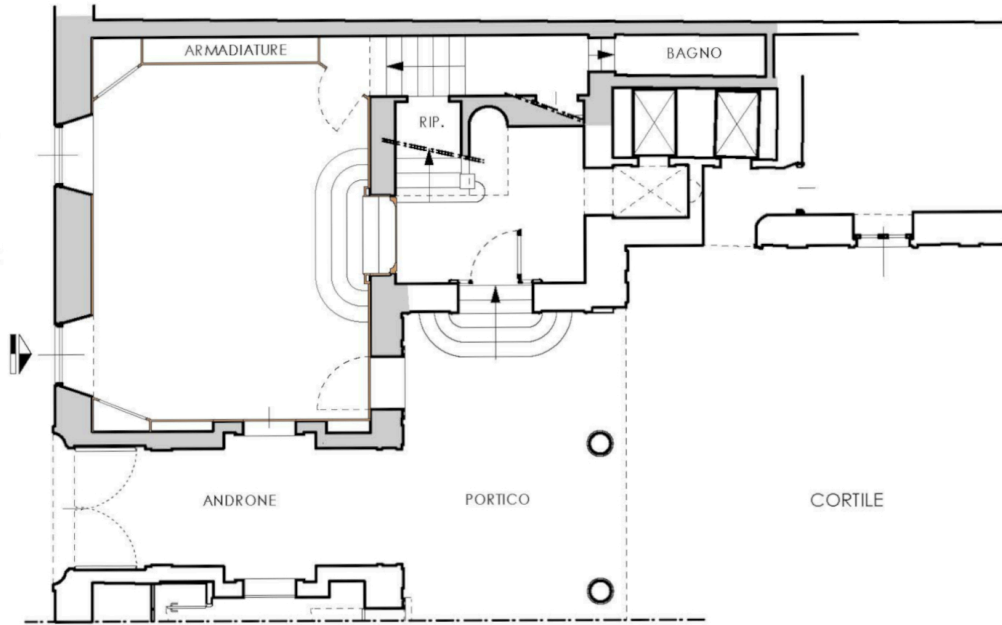 ARMADIATURE
BAGNO
RIP.
ANDRONE
PORTICO
CORTILE